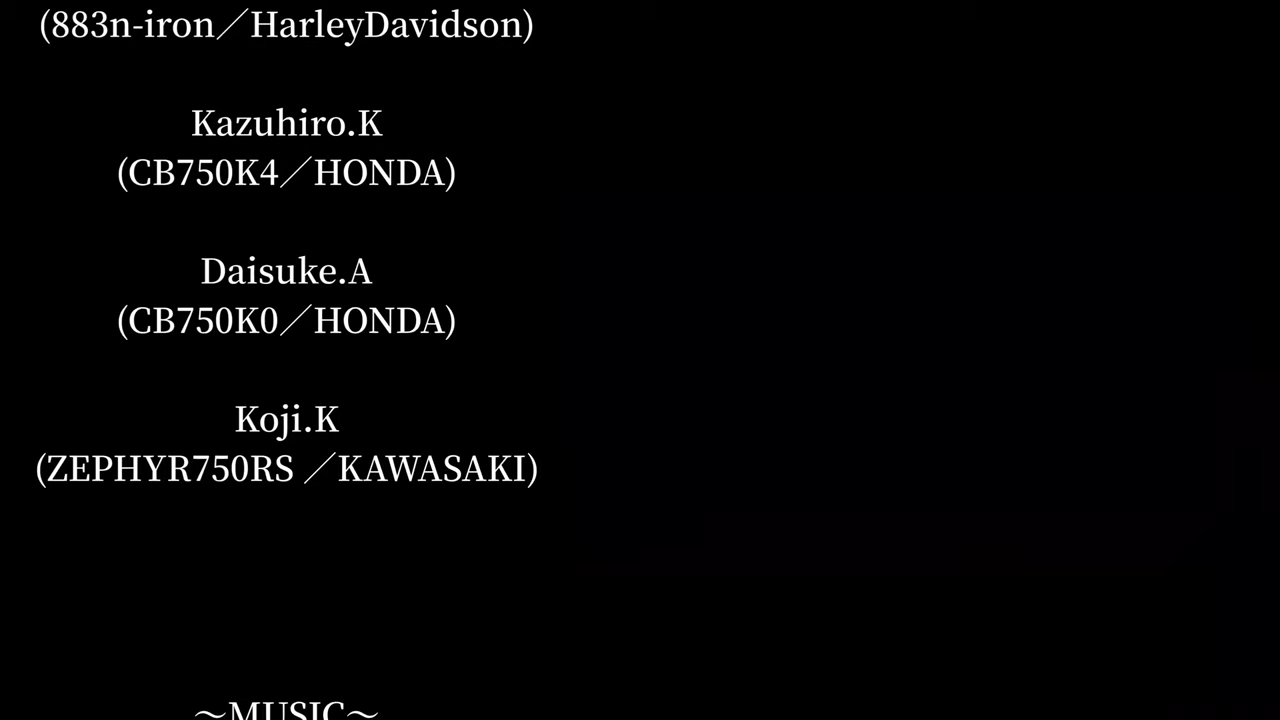 (883n-iron／HarleyDavidson)
Kazuhiro.K
(CB750K4／HONDA)
Daisuke.A
(CB750K0／HONDA)
Koji.K
(ZEPHYR750RS ／KAWASAKI)
～MUSIC～